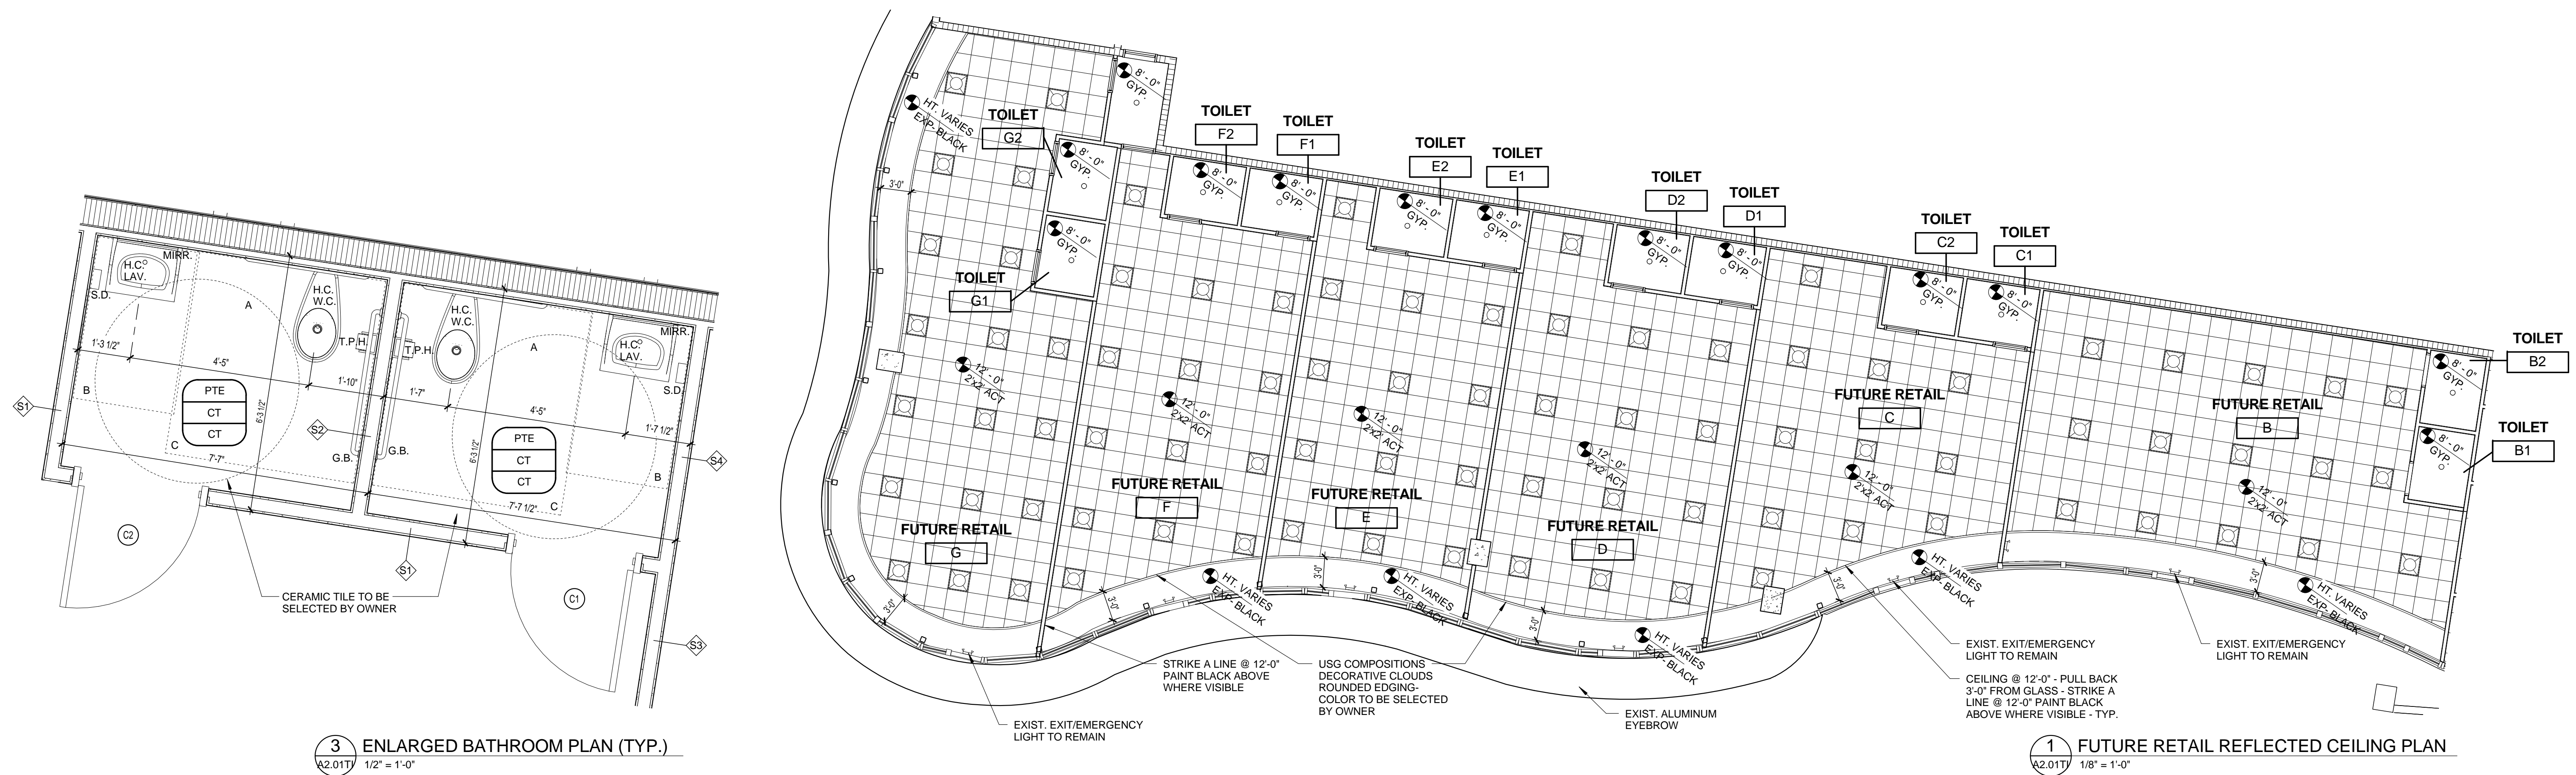 H.C.
LAV.
MIRR.
S.D.
A
H.C.
W.C.
T.P.H.
1'-3 1/2"
4'-5"
1'-10"
B
PTE
CT
CT
6'-3 1/2"
C
7'-7"
G.B.
S1
S2
C2
H.C.
W.C.
T.P.H.
A
MIRR.
H.C.
LAV.
S.D.
1'-7"
4'-5"
1'-7 1/2"
PTE
CT
CT
6'-3 1/2"
G.B.
B
C
7'-7 1/2"
S4
S1
C1
S3
CERAMIC TILE TO BE
SELECTED BY OWNER
3
A2.01TI
ENLARGED BATHROOM PLAN (TYP.)
1/2" = 1'-0"
8'-0"
GYP.
HT. VARIES
EXP-BLACK
3'-0"
TOILET
G2
8'-0"
GYP.
TOILET
G1
8'-0"
GYP.
TOILET
F2
8'-0"
GYP.
TOILET
F1
8'-0"
GYP.
TOILET
E2
8'-0"
GYP.
TOILET
E1
8'-0"
GYP.
TOILET
D2
8'-0"
GYP.
TOILET
D1
8'-0"
GYP.
TOILET
C2
8'-0"
GYP.
TOILET
C1
8'-0"
GYP.
TOILET
B2
8'-0"
GYP.
TOILET
B1
8'-0"
GYP.
12'-0"
2'x2' ACT
FUTURE RETAIL
G
12'-0"
2'x2' ACT
FUTURE RETAIL
F
12'-0"
2'x2' ACT
FUTURE RETAIL
E
12'-0"
2'x2' ACT
FUTURE RETAIL
D
FUTURE RETAIL
C
12'-0"
2'x2' ACT
FUTURE RETAIL
B
12'-0"
2'x2' ACT
3'-0"
3'-0"
HT. VARIES
EXP-BLACK
3'-0"
HT. VARIES
EXP-BLACK
3'-0"
HT. VARIES
EXP-BLACK
3'-0"
HT. VARIES
EXP-BLACK
3'-0"
HT. VARIES
EXP-BLACK
EXIST. EXIT/EMERGENCY
LIGHT TO REMAIN
STRIKE A LINE @ 12'-0"
PAINT BLACK ABOVE
WHERE VISIBLE
USG COMPOSITIONS
DECORATIVE CLOUDS
ROUNDED EDGING-
COLOR TO BE SELECTED
BY OWNER
EXIST. ALUMINUM
EYEBROW
EXIST. EXIT/EMERGENCY
LIGHT TO REMAIN
CEILING @ 12'-0" - PULL BACK
3'-0" FROM GLASS - STRIKE A
LINE @ 12'-0" PAINT BLACK
ABOVE WHERE VISIBLE - TYP.
EXIST. EXIT/EMERGENCY
LIGHT TO REMAIN
1
A2.01TI
FUTURE RETAIL REFLECTED CEILING PLAN
1/8" = 1'-0"